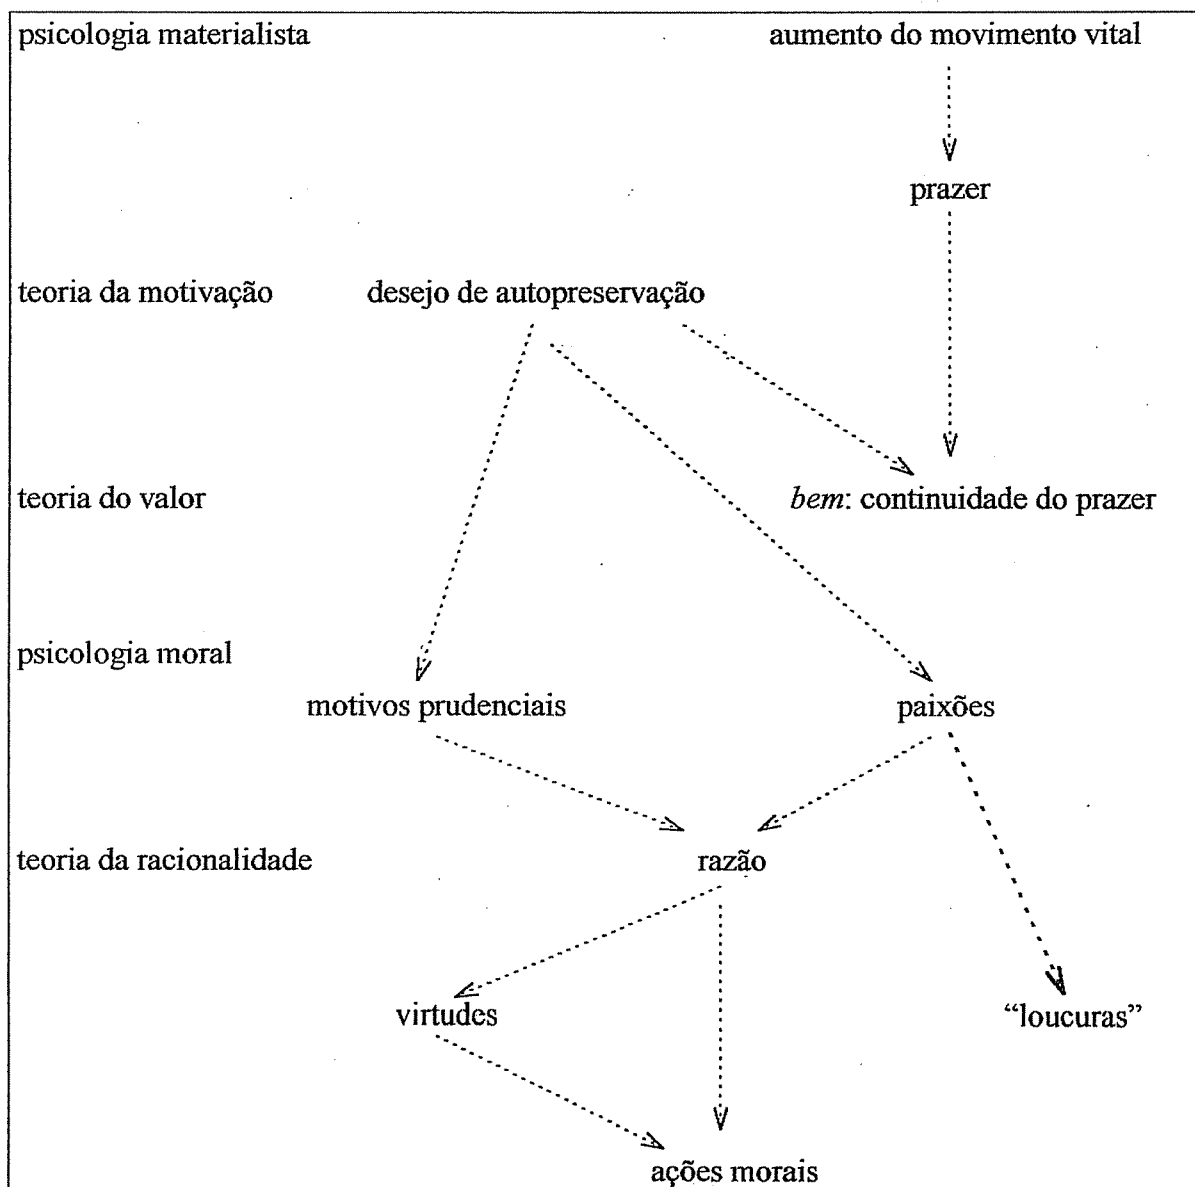 psicologia materialista aumento do movimento vital
prazer
teoria da motivação desejo de autopreservação
teoria do valor bem: continuidade do prazer
psicologia moral
motivos prudenciais paixões
teoria da racionalidade razão
virtudes “loucuras”
ações morais